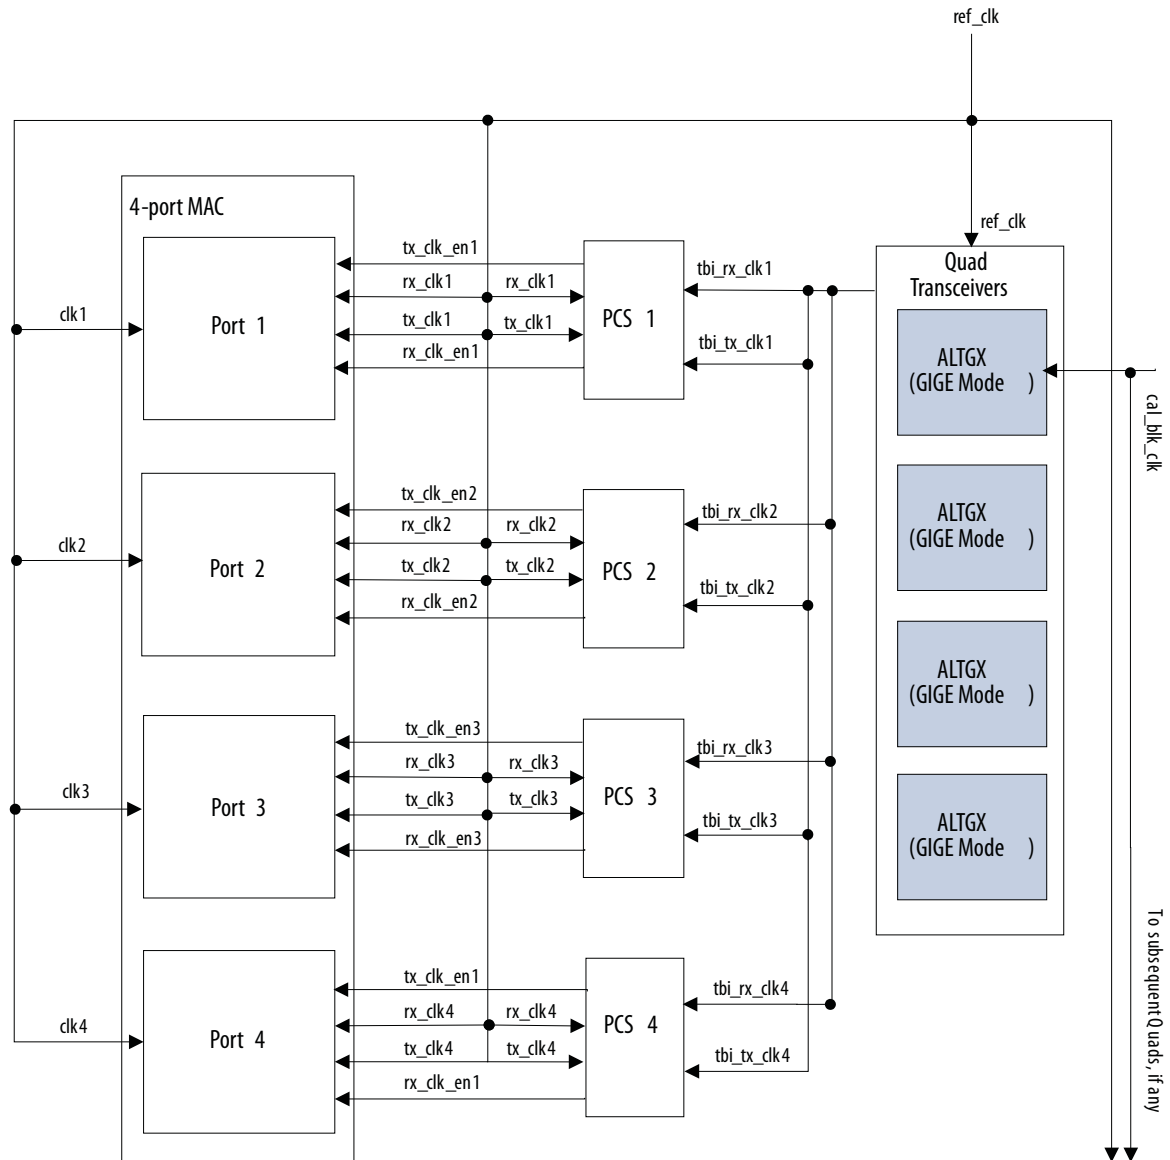 ref_clk
4-port MAC
ref_clk
Quad
Transceivers
clk1
Port 1
tx_clk_en1
rx_clk1
rx_clk1
tx_clk1
tx_clk1
rx_clk_en1
PCS 1
tbi_rx_clk1
tbi_tx_clk1
ALTGX
(GIGE Mode )
cal_blk_clk
clk2
Port 2
tx_clk_en2
rx_clk2
rx_clk2
tx_clk2
tx_clk2
rx_clk_en2
PCS 2
tbi_rx_clk2
tbi_tx_clk2
ALTGX
(GIGE Mode )
clk3
Port 3
tx_clk_en3
rx_clk3
rx_clk3
tx_clk3
tx_clk3
rx_clk_en3
PCS 3
tbi_rx_clk3
tbi_tx_clk3
ALTGX
(GIGE Mode )
ALTGX
(GIGE Mode )
clk4
Port 4
tx_clk_en1
rx_clk4
rx_clk4
tx_clk4
tx_clk4
rx_clk_en1
PCS 4
tbi_rx_clk4
tbi_tx_clk4
To subsequent Quads, if any